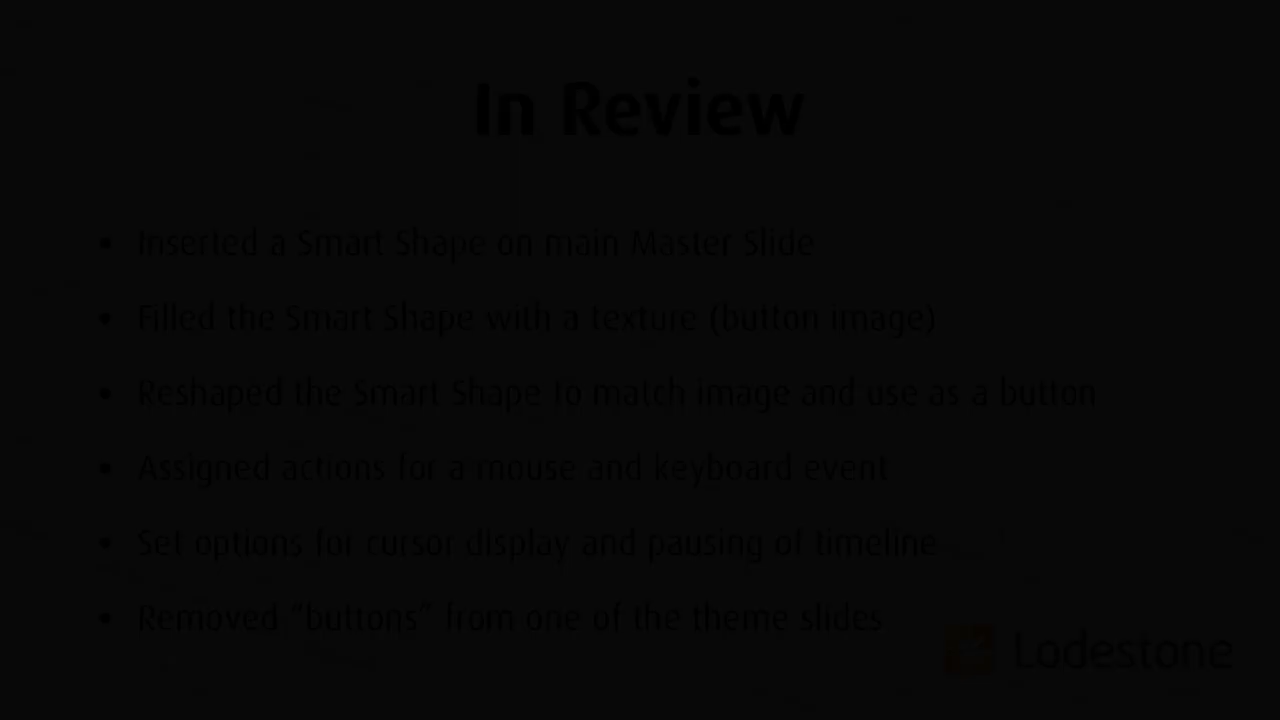 In Review
• Inserted a Smart Shape on main Master Slide
• Filled the Smart Shape with a texture (button image)
• Reshaped the Smart Shape to match image and use as a button
• Assigned actions for a mouse and keyboard event
• Set options for cursor display and pausing of timeline
• Removed “buttons” from one of the theme slides
Lodestone